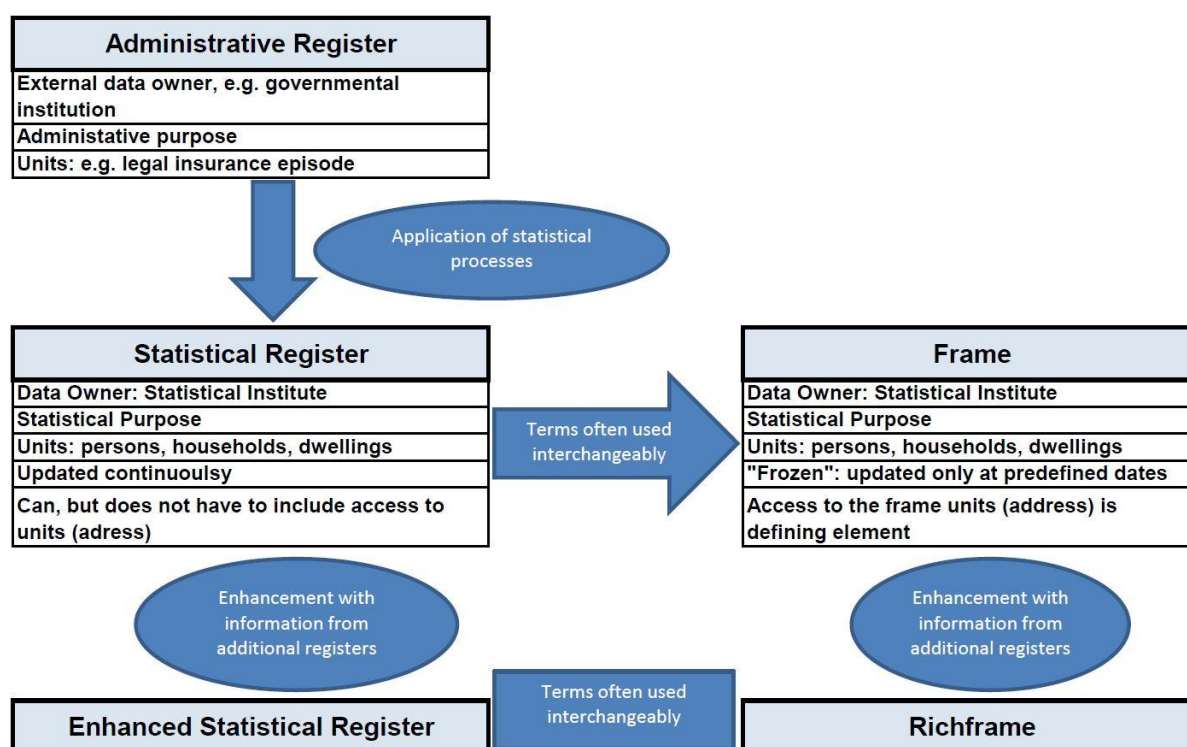 Administrative Register
External data owner, e.g. governmental
institution
Administative purpose
Units: e.g. legal insurance episode
Application of statistical
processes
Statistical Register
Data Owner: Statistical Institute
Statistical Purpose
Units: persons, households, dwellings
Updated continuoulsy
Can, but does not have to include access to
units (adress)
Terms often used
interchangeably
Frame
Data Owner: Statistical Institute
Statistical Purpose
Units: persons, households, dwellings
"Frozen": updated only at predefined dates
Access to the frame units (address) is
defining element
Enhancement with
information from
additional registers
Enhancement with
information from
additional registers
Enhanced Statistical Register
Terms often used
interchangeably
Richframe